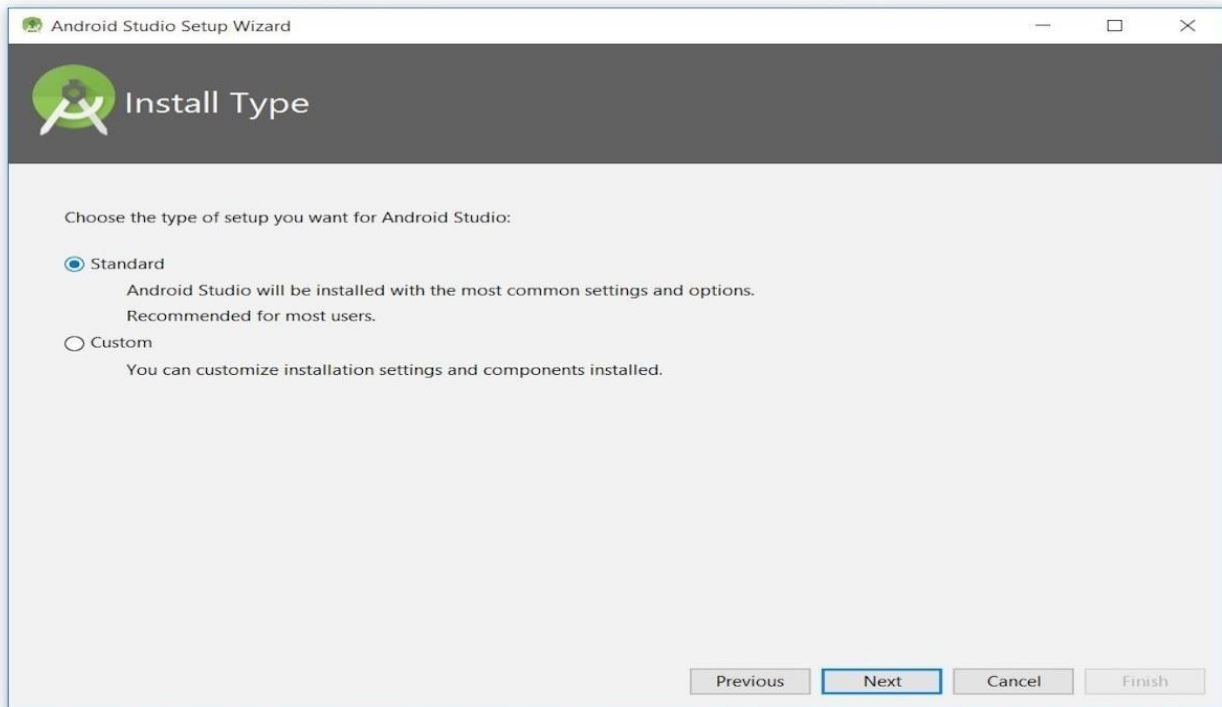 Android Studio Setup Wizard
Install Type
Choose the type of setup you want for Android Studio:
Standard
Android Studio will be installed with the most common settings and options.
Recommended for most users.
Custom
You can customize installation settings and components installed.
Previous Next Cancel Finish